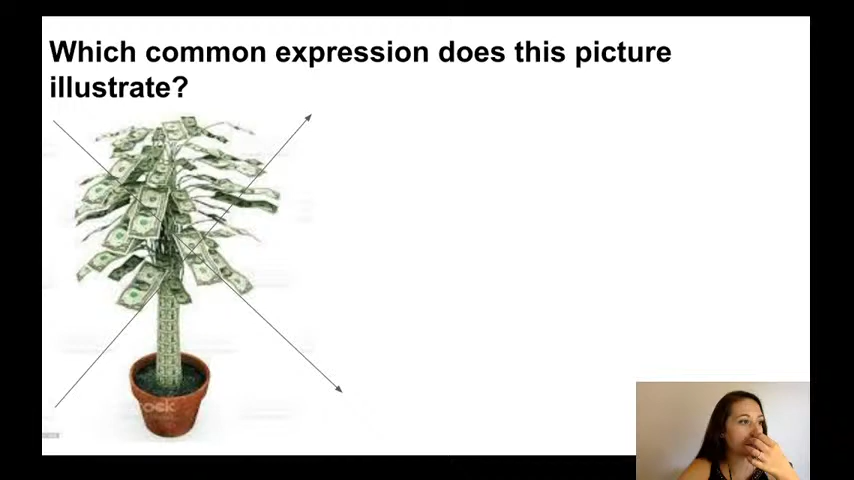 Which common expression does this picture
illustrate?